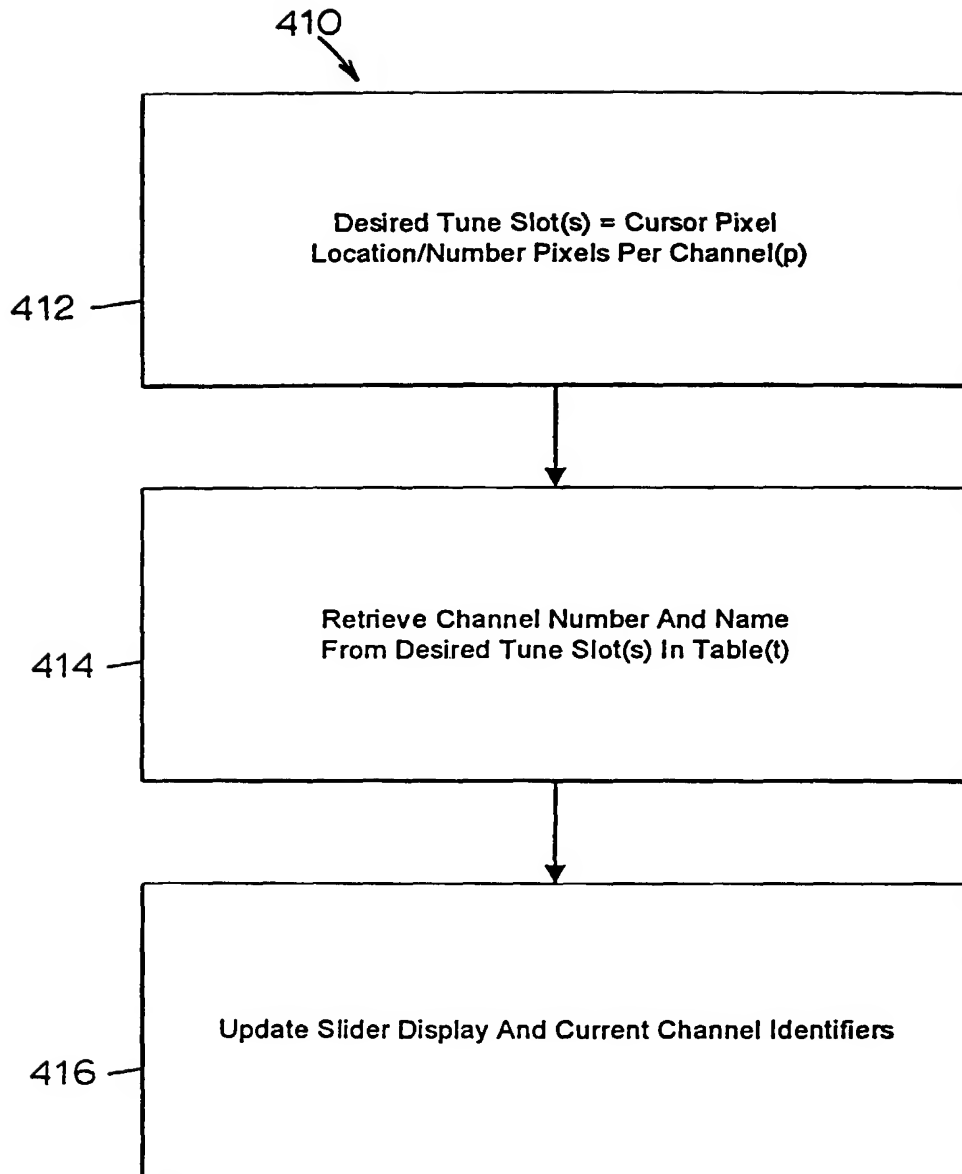 410
Desired Tune Slot(s) = Cursor Pixel
Location/Number Pixels Per Channel(p)
412
Retrieve Channel Number And Name
From Desired Tune Slot(s) In Table(t)
414
Update Slider Display And Current Channel Identifiers
416